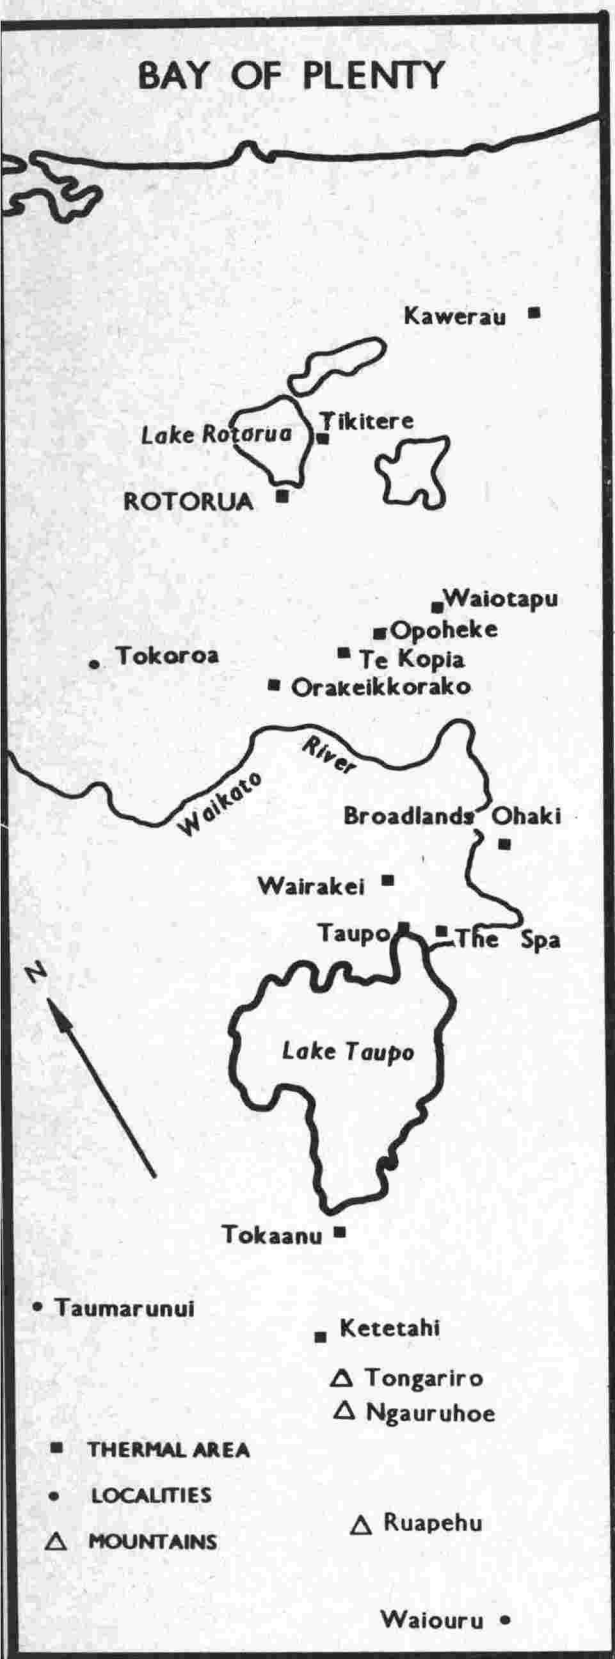 BAY OF PLENTY
Kawerau
Tikitere
Lake Rotorua
ROTORUA
Waiotapu
Opoheke
Tokoroa
Te Kopia
Orakeikkorako
River
Waikato
Broadlands Ohaki
Wairakei
Taupo
The Spa
N
Lake Taupo
Tokaanu
Taumarunui
Ketetahi
Tongariro
Ngauruhoe
THERMAL AREA
LOCALITIES
Ruapehu
MOUNTAINS
Waiouru